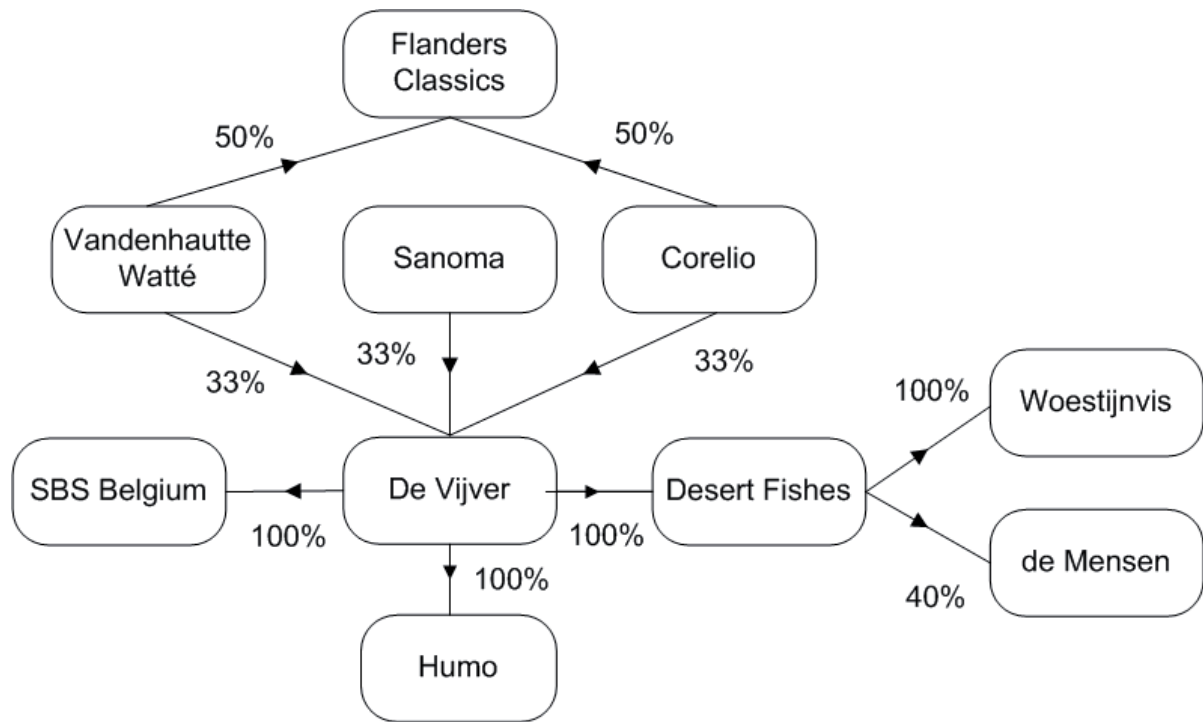 Flanders
Classics
50%
50%
Vandenhautte
Watté
Sanoma
Corelio
33%
33%
33%
100%
Woestijnvis
SBS Belgium
De Vijver
Desert Fishes
100%
100%
100%
de Mensen
40%
Humo